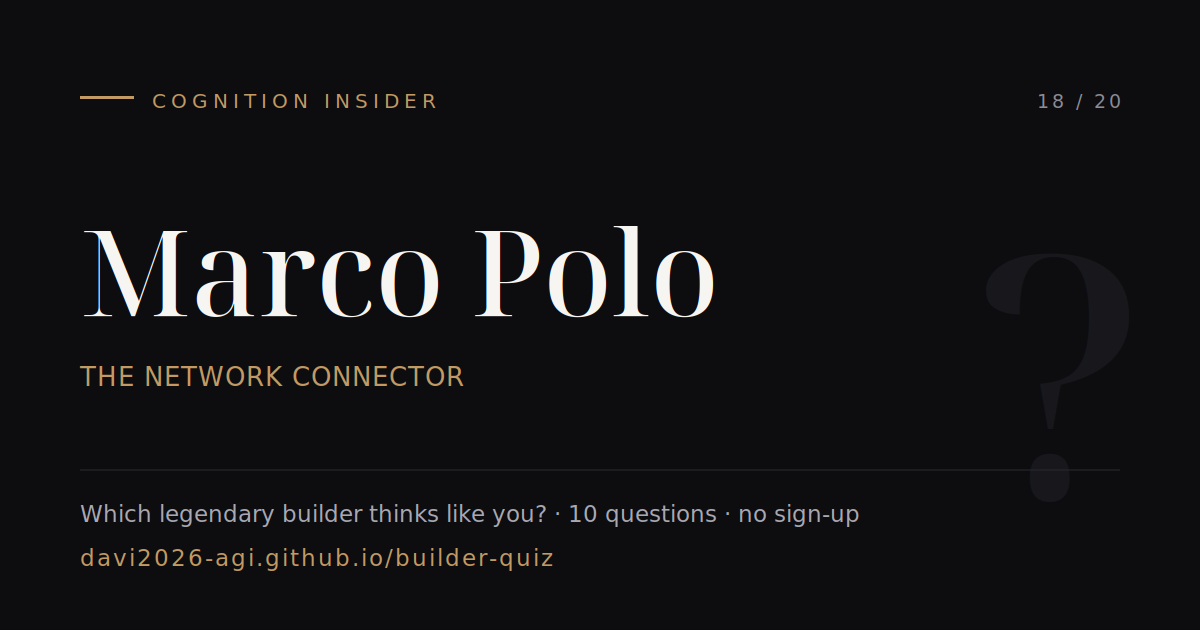 COGNITION INSIDER
18 / 20
Marco Polo
THE NETWORK CONNECTOR
?
Which legendary builder thinks like you? · 10 questions · no sign-up
davi2026-agi.github.io/builder-quiz